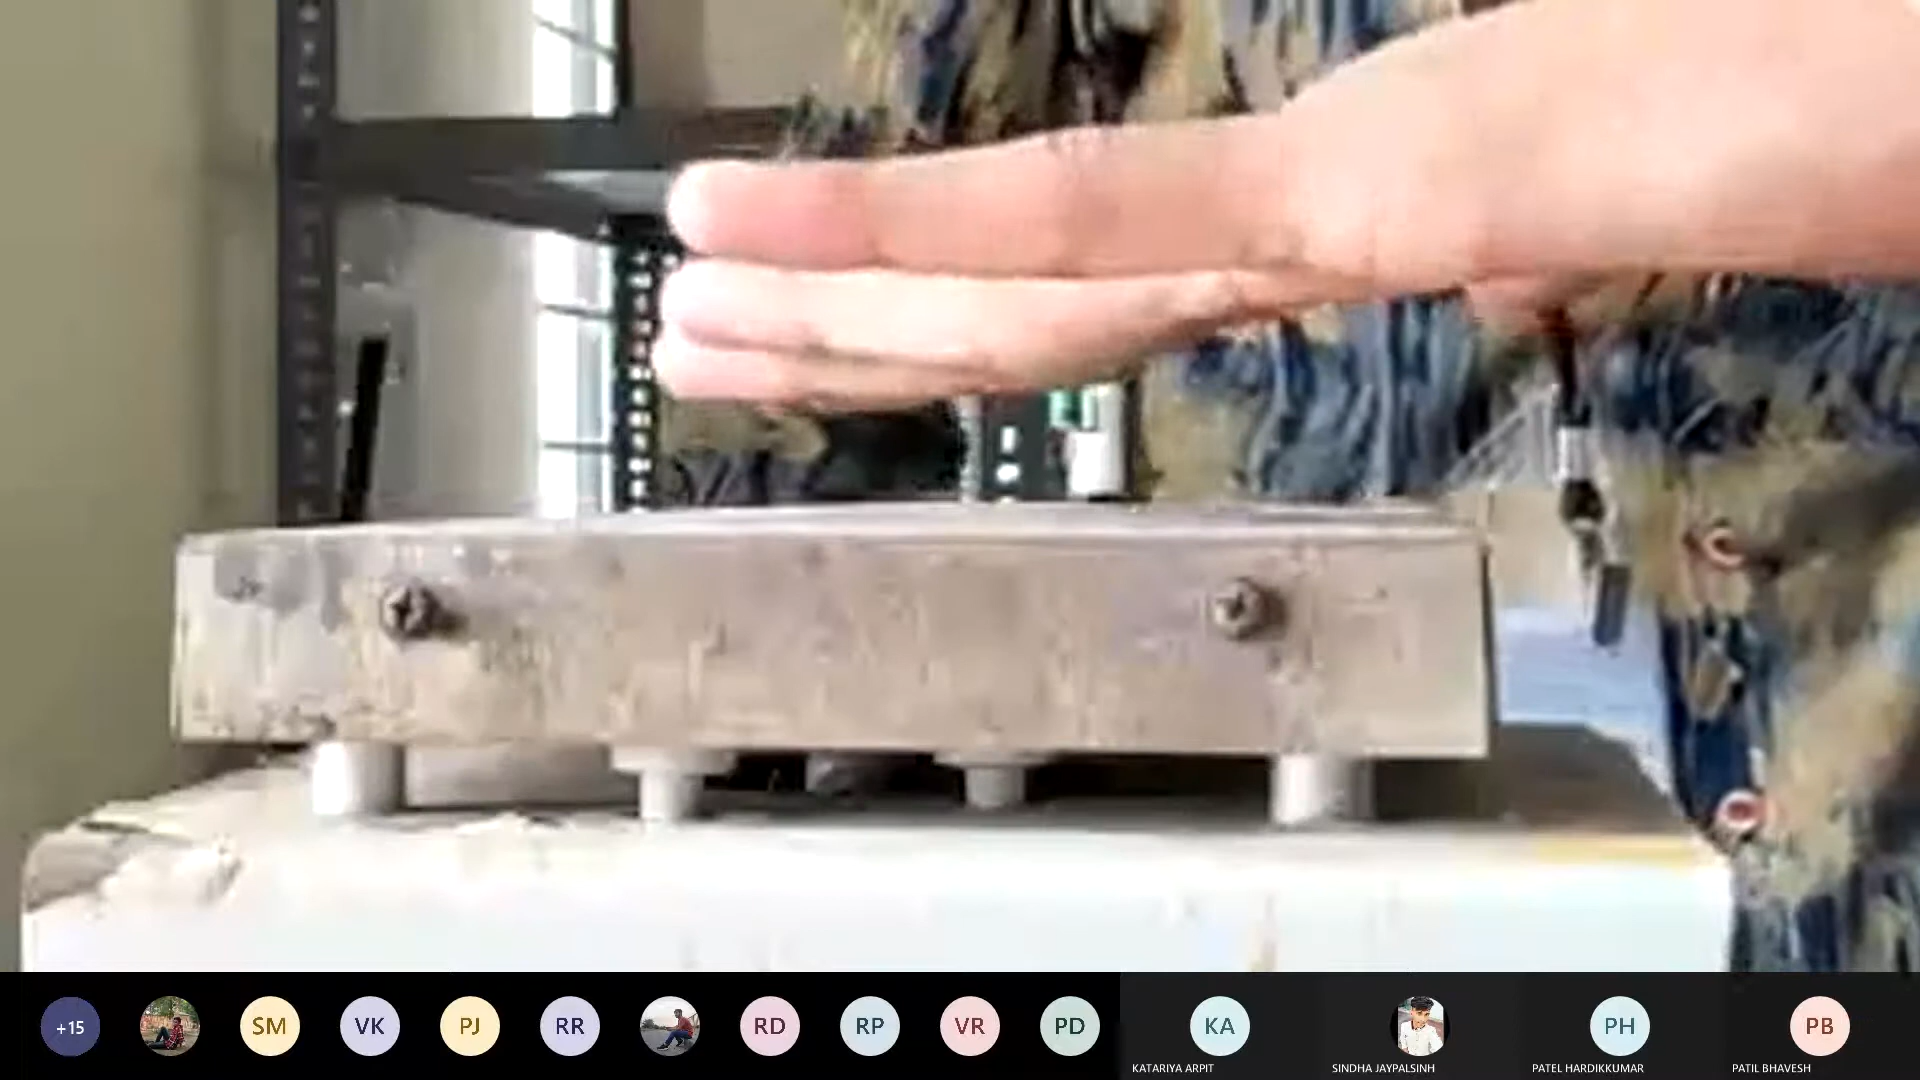 +15
SM
VK
PJ
RR
RD
RP
VR
PD
KA
PH
PB
KATARIYA ARPIT
SINDHA JAYPALSINH
PATEL HARDIKKUMAR
PATIL BHAVESH